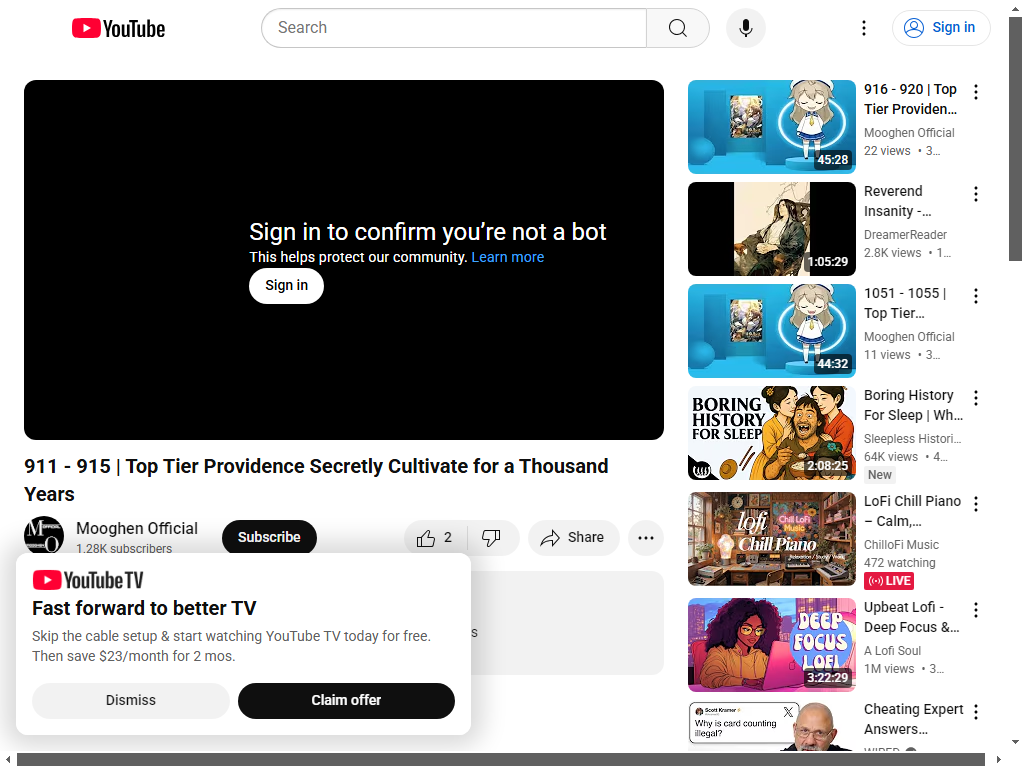 YouTube
Search
Sign in
Sign in to confirm you’re not a bot
This helps protect our community. Learn more
Sign in
911 - 915 | Top Tier Providence Secretly Cultivate for a Thousand
Years
Mooghen Official
1.28K subscribers
Subscribe
2
Share
YouTube TV
Fast forward to better TV
Skip the cable setup & start watching YouTube TV today for free.
Then save $23/month for 2 mos.
Dismiss
Claim offer
s
916 - 920 | Top
Tier Providen...
Mooghen Official
22 views • 3...
45:28
Reverend
Insanity -...
DreamerReader
2.8K views • 1...
1:05:29
1051 - 1055 |
Top Tier...
Mooghen Official
11 views • 3...
44:32
BORING
HISTORY
FOR SLEEP
2:08:25
Boring History
For Sleep | Wh...
Sleepless Histori...
64K views • 4...
New
lofi
Chill Piano
Chill LoFi
Music
LoFi Chill Piano
– Calm,...
ChilloFi Music
472 watching
LIVE
DEEP
FOCUS
LOFI
3:22:29
Upbeat Lofi -
Deep Focus &...
A Lofi Soul
1M views • 3...
Scott Kramer
Why is card counting
illegal?
Cheating Expert
Answers...
WIRED